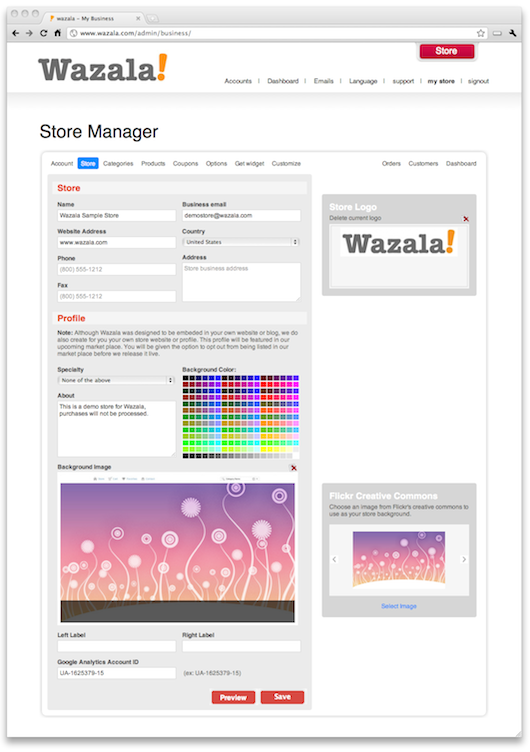 wazala – My Business
www.wazala.com/admin/business/
Store
Wazala!
Accounts | Dashboard | Emails | Language | support | my store | signout
Store Manager
Account Store Categories Products Coupons Options Get widget Customize Orders Customers Dashboard
Store
Name Business email
Wazala Sample Store demostore@wazala.com
Website Address Country
www.wazala.com United States
Phone Address
(800) 555-1212 Store business address
Fax
(800) 555-1212
Store Logo
Delete current logo
Wazala!
Profile
Note: Although Wazala was designed to be embeded in your own website or blog, we do
also create for you your own store website or profile. This profile will be featured in our
upcoming market place. You will be given the option to opt out from being listed in our
market place before we release it live.
Specialty Background Color:
None of the above
About
This is a demo store for Wazala,
purchases will not be processed.
Background Image
Flickr Creative Commons
Choose an image from Flickr's creative commons to
use as your store background.
Select Image
Left Label Right Label
Google Analytics Account ID
UA-1625379-15 (ex: UA-1625379-15)
Preview Save